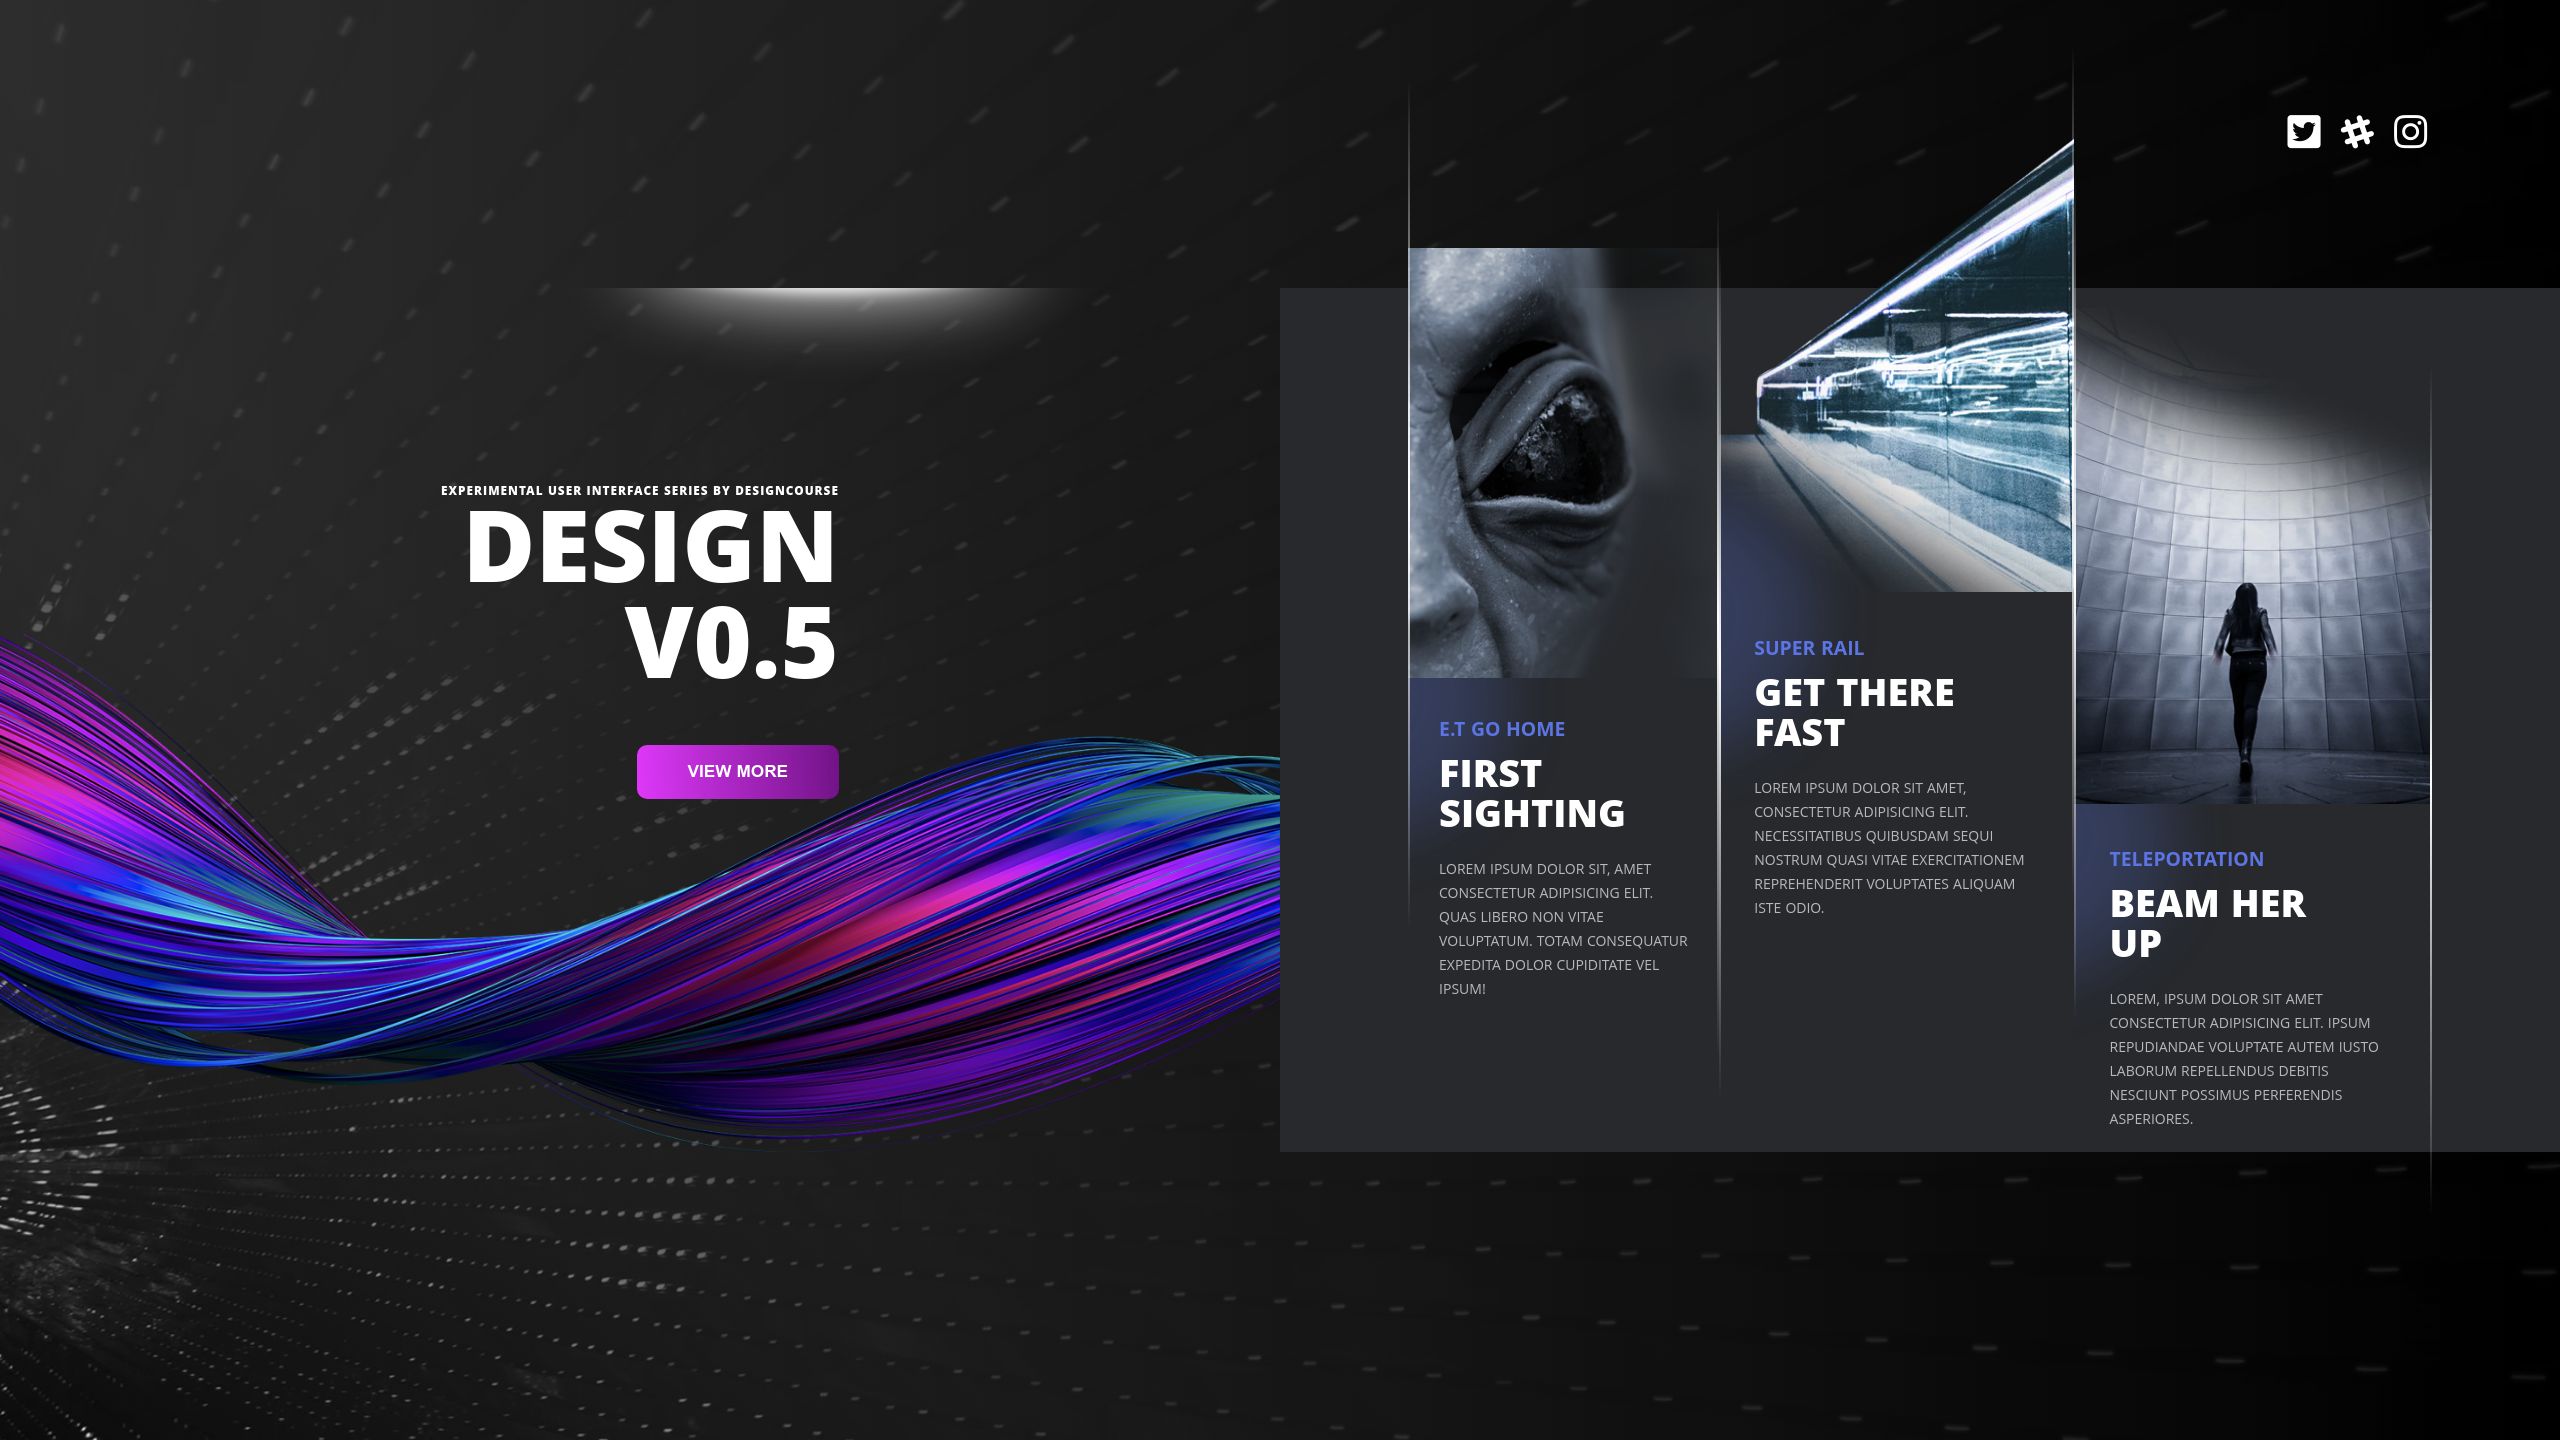 EXPERIMENTAL USER INTERFACE SERIES BY DESIGNCOURSE
DESIGN
V0.5
VIEW MORE
E.T GO HOME
FIRST
SIGHTING
LOREM IPSUM DOLOR SIT, AMET
CONSECTETUR ADIPISICING ELIT.
QUAS LIBERO NON VITAE
VOLUPTATUM. TOTAM CONSEQUATUR
EXPEDITA DOLOR CUPIDITATE VEL
IPSUM!
SUPER RAIL
GET THERE
FAST
LOREM IPSUM DOLOR SIT AMET,
CONSECTETUR ADIPISICING ELIT.
NECESSITATIBUS QUIBUSDAM SEQUI
NOSTRUM QUASI VITAE EXERCITATIONEM
REPREHENDERIT VOLUPTATES ALIQUAM
ISTE ODIO.
TELEPORTATION
BEAM HER
UP
LOREM, IPSUM DOLOR SIT AMET
CONSECTETUR ADIPISICING ELIT. IPSUM
REPUDIANDAE VOLUPTATE AUTEM IUSTO
LABORUM REPELLENDUS DEBITIS
NESCIUNT POSSIMUS PERFERENDIS
ASPERIORES.